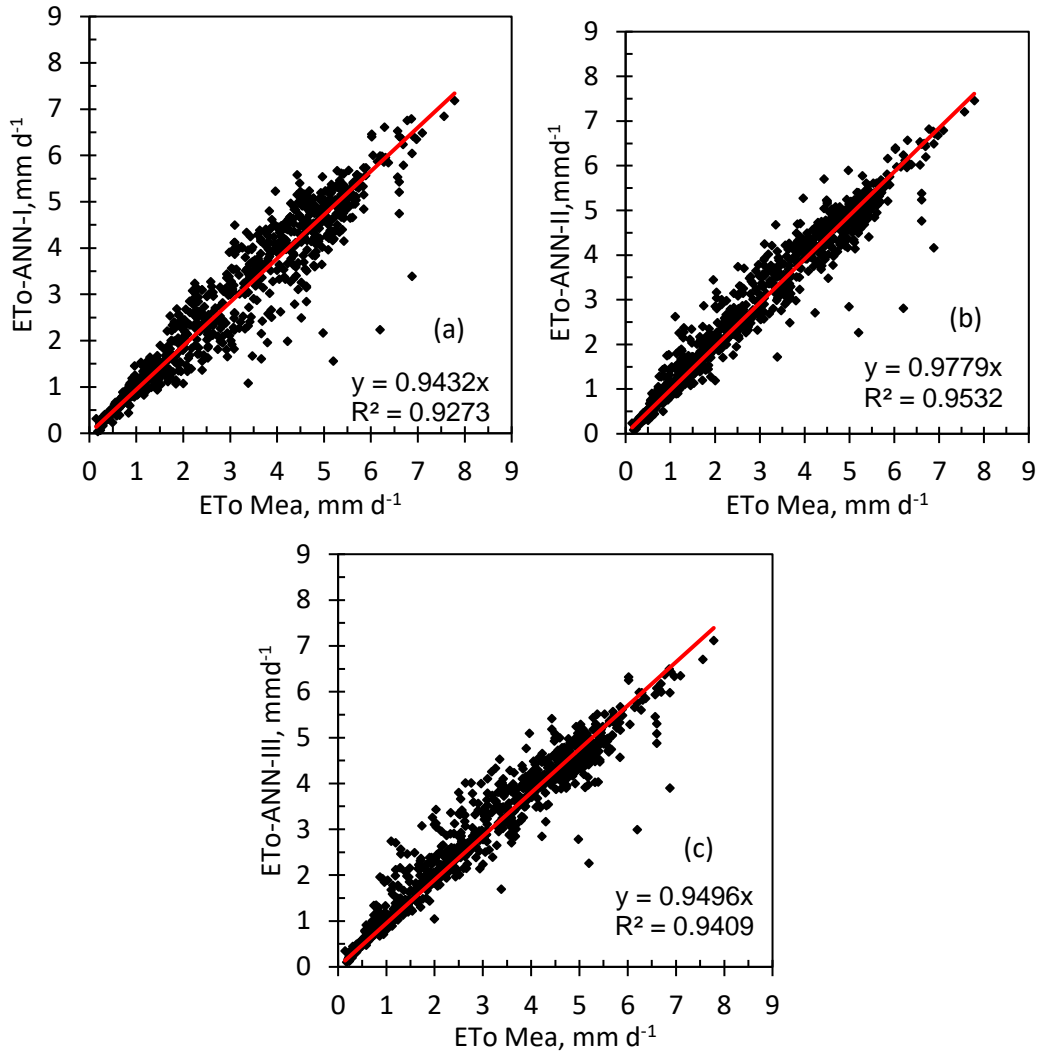 9
8
7
6
5
4
3
2
1
0
ETo-ANN-I,mm d⁻¹
(a)
y = 0.9432x
R² = 0.9273
0 1 2 3 4 5 6 7 8 9
ETo Mea, mm d⁻¹
9
8
7
6
5
4
3
2
1
0
ETo-ANN-II,mmd⁻¹
(b)
y = 0.9779x
R² = 0.9532
0 1 2 3 4 5 6 7 8 9
ETo Mea, mm d⁻¹
9
8
7
6
5
4
3
2
1
0
ETo-ANN-III, mmd⁻¹
(c)
y = 0.9496x
R² = 0.9409
0 1 2 3 4 5 6 7 8 9
ETo Mea, mm d⁻¹